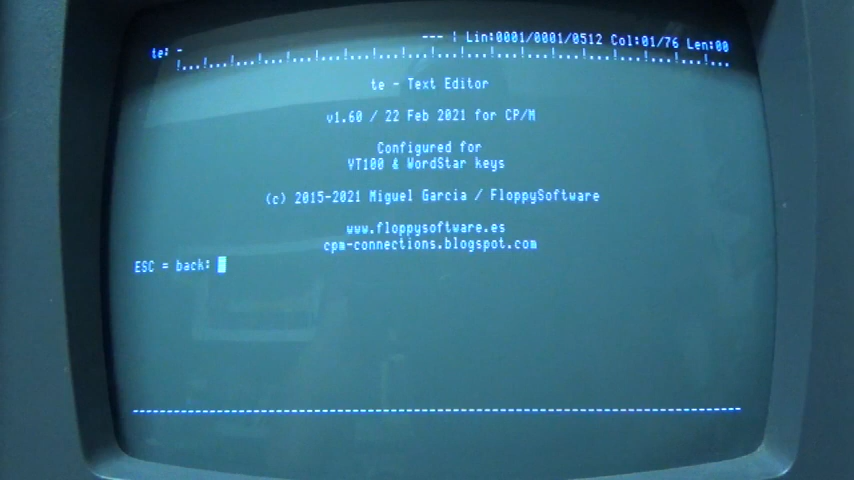 te: -                                   --- ! Lin:0001/0001/0512 Col:01/76 Len:00
!...!...!...!...!...!...!...!...!...!...!...!...!...!...!...!...!...!...!...
te - Text Editor
v1.60 / 22 Feb 2021 for CP/M
Configured for
VT100 & WordStar keys
(c) 2015-2021 Miguel Garcia / FloppySoftware
www.floppysoftware.es
cpm-connections.blogspot.com
ESC = back:
--------------------------------------------------------------------------------